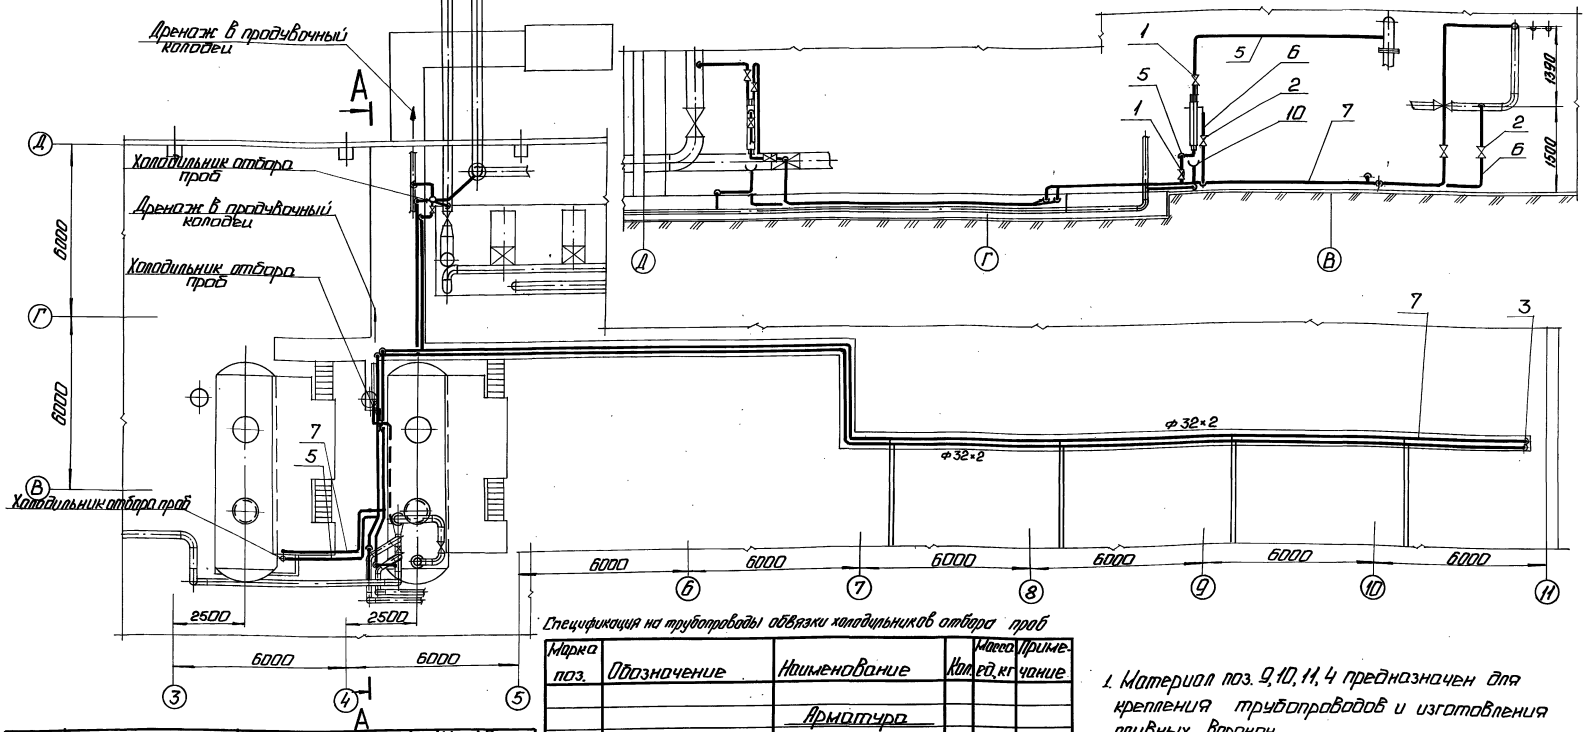 Дренаж в продувочный
колодец
А
Д
Холодильник отбора
проб
Дренаж в продувочный
колодец
6000
Холодильник отбора
проб
Г
6000
7
5
В
Холодильник отбора проб
2500
2500
6000
6000
3
4
5
А
1
5
6
5
2
1
10
7
2
6
1390
1500
Д
Г
В
7
3
ф 32×2
ф 32×2
6000
6000
6000
6000
6000
6000
6
7
8
9
10
11
Спецификация на трубопроводы обвязки холодильников отбора проб
Марка поз.
Обозначение
Наименование
Кол.
Масса ед, кг
Приме-чание
Арматура
1. Материал поз. 9,10,11,4 предназначен для
крепления трубопроводов и изготовления
сливных воронок